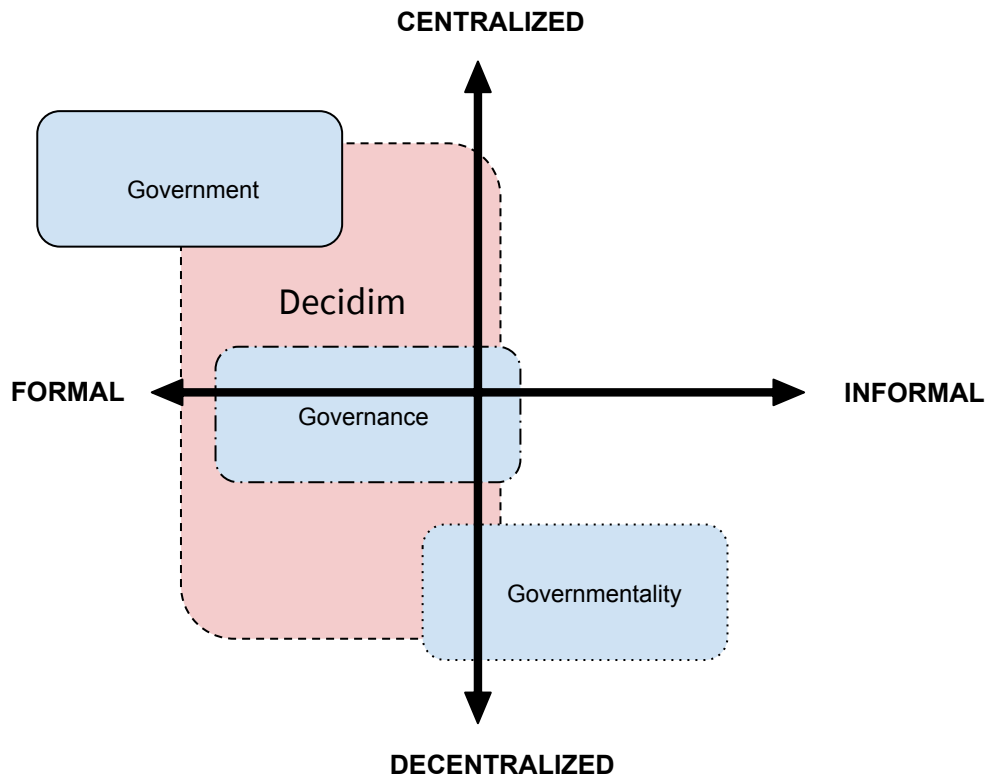 CENTRALIZED
Government
Decidim
FORMAL
INFORMAL
Governance
Governmentality
DECENTRALIZED